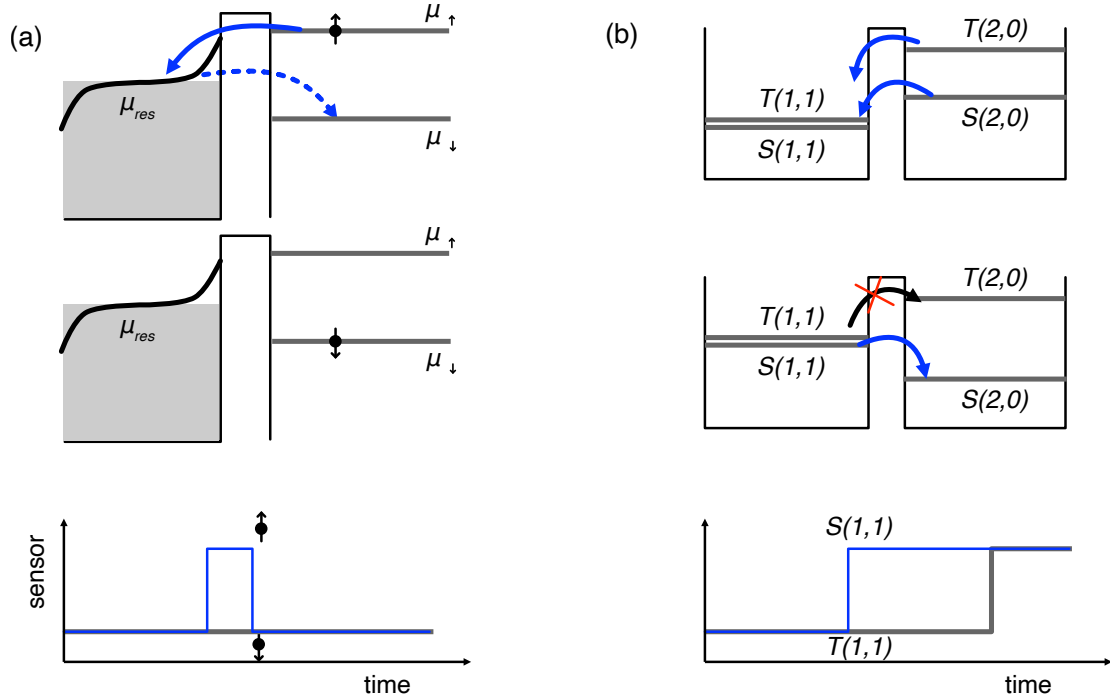 (a)
μ↑
μres
μ↓
μ↑
μres
μ↓
sensor
time
(b)
T(2,0)
T(1,1)
S(2,0)
S(1,1)
T(2,0)
T(1,1)
S(1,1)
S(2,0)
S(1,1)
T(1,1)
time